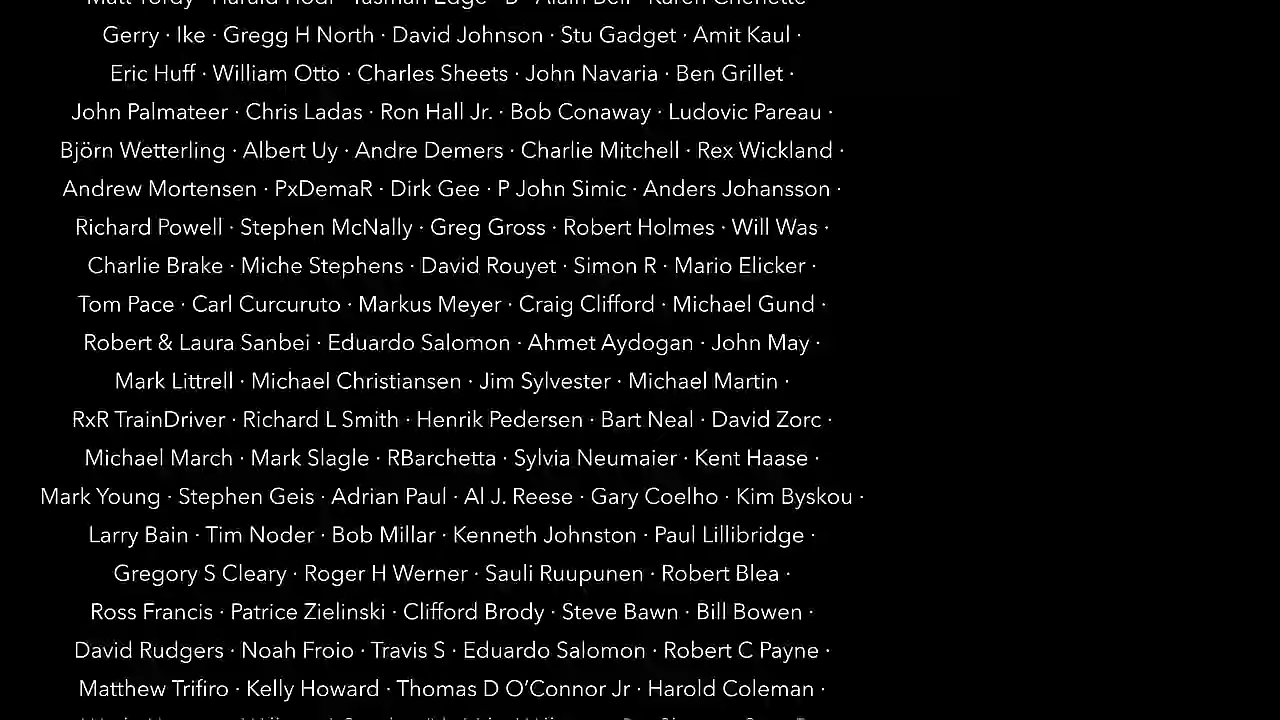 Gerry · Ike · Gregg H North · David Johnson · Stu Gadget · Amit Kaul ·
Eric Huff · William Otto · Charles Sheets · John Navaria · Ben Grillet ·
John Palmateer · Chris Ladas · Ron Hall Jr. · Bob Conaway · Ludovic Pareau ·
Björn Wetterling · Albert Uy · Andre Demers · Charlie Mitchell · Rex Wickland ·
Andrew Mortensen · PxDemaR · Dirk Gee · P John Simic · Anders Johansson ·
Richard Powell · Stephen McNally · Greg Gross · Robert Holmes · Will Was ·
Charlie Brake · Miche Stephens · David Rouyet · Simon R · Mario Elicker ·
Tom Pace · Carl Curcuruto · Markus Meyer · Craig Clifford · Michael Gund ·
Robert & Laura Sanbei · Eduardo Salomon · Ahmet Aydogan · John May ·
Mark Littrell · Michael Christiansen · Jim Sylvester · Michael Martin ·
RxR TrainDriver · Richard L Smith · Henrik Pedersen · Bart Neal · David Zorc ·
Michael March · Mark Slagle · RBarchetta · Sylvia Neumaier · Kent Haase ·
Mark Young · Stephen Geis · Adrian Paul · Al J. Reese · Gary Coelho · Kim Byskou ·
Larry Bain · Tim Noder · Bob Millar · Kenneth Johnston · Paul Lillibridge ·
Gregory S Cleary · Roger H Werner · Sauli Ruupunen · Robert Blea ·
Ross Francis · Patrice Zielinski · Clifford Brody · Steve Bawn · Bill Bowen ·
David Rudgers · Noah Froio · Travis S · Eduardo Salomon · Robert C Payne ·
Matthew Trifiro · Kelly Howard · Thomas D O’Connor Jr · Harold Coleman ·